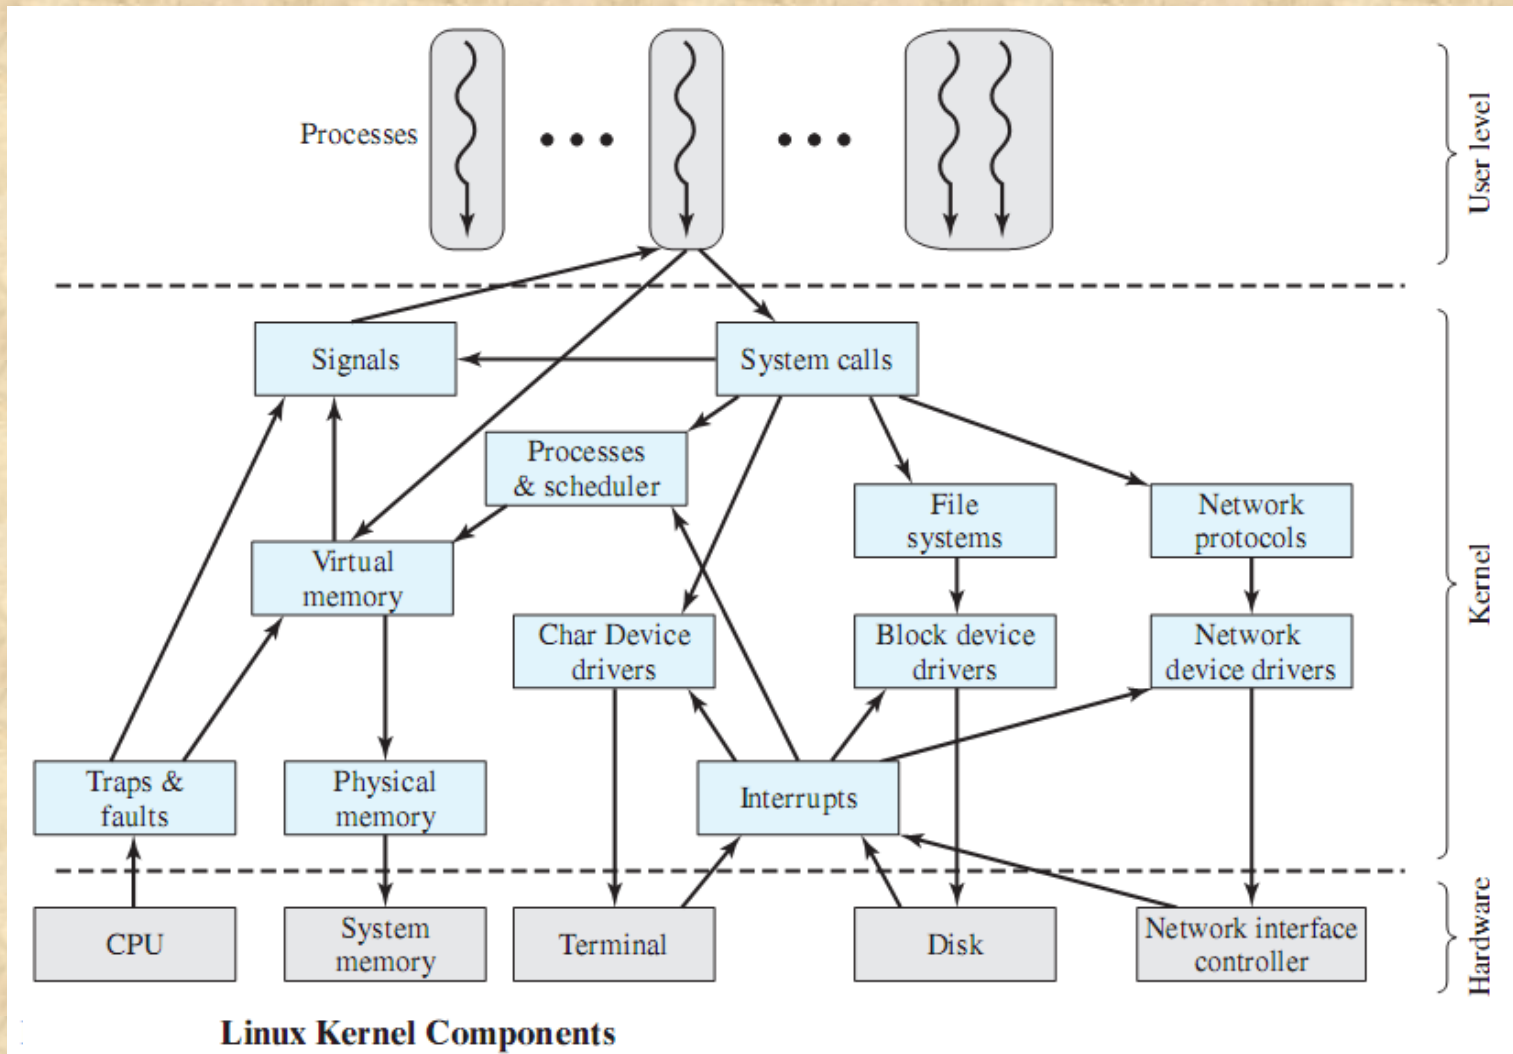 Processes
User level
Signals
System calls
Processes
& scheduler
File
systems
Network
protocols
Virtual
memory
Char Device
drivers
Block device
drivers
Network
device drivers
Kernel
Traps &
faults
Physical
memory
Interrupts
CPU
System
memory
Terminal
Disk
Network interface
controller
Hardware
Linux Kernel Components